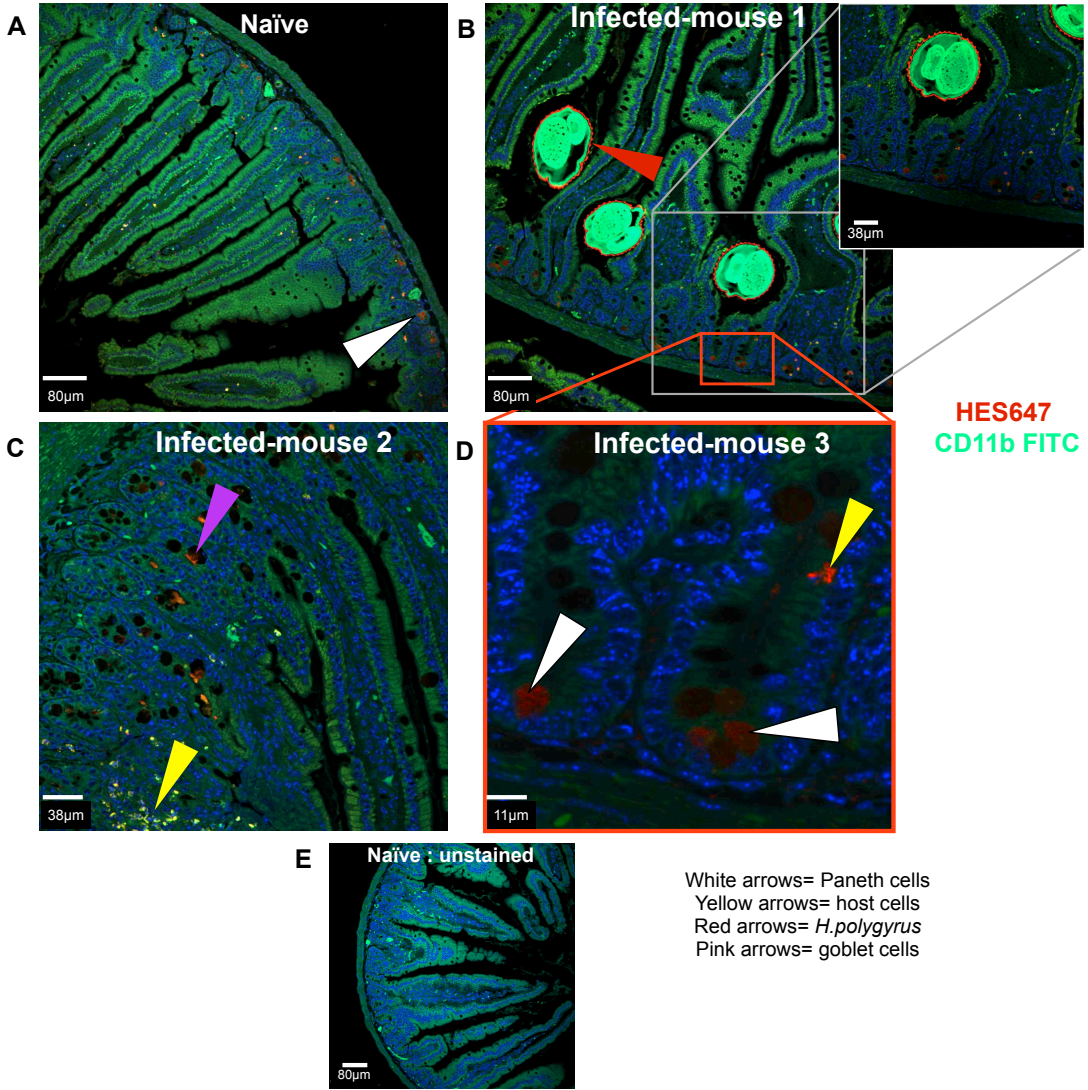 A
Naïve
80µm
B
Infected-mouse 1
80µm
38µm
HES647
CD11b FITC
C
Infected-mouse 2
38µm
D
Infected-mouse 3
11µm
E
Naïve : unstained
80µm
White arrows= Paneth cells
Yellow arrows= host cells
Red arrows= H.polygyrus
Pink arrows= goblet cells